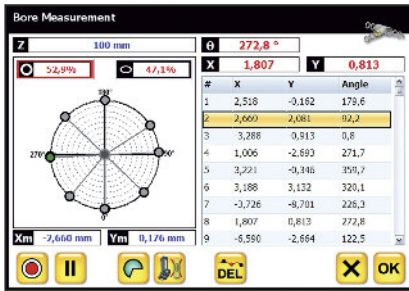 Bore Measurement
Z 100 mm
θ 272,8 °
X 1,807 Y 0,813
52,9% 47,1%
180°
270°
90°
0°
Xm -2,660 mm Ym 0,176 mm
# X Y Angle
1 2,518 -0,162 179,6
2 2,669 2,081 92,2
3 -3,288 -0,913 0,8
4 1,006 -2,693 271,7
5 3,221 -0,346 359,7
6 3,188 3,132 320,1
7 -3,726 -8,701 226,3
8 1,807 0,813 272,8
9 -6,590 -2,664 122,5
DEL
OK